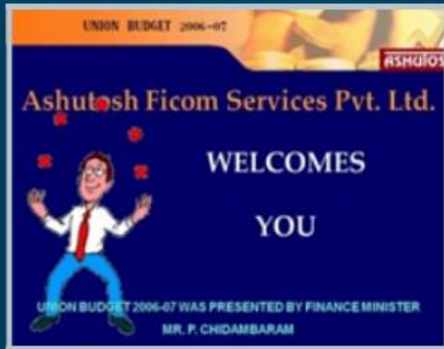 UNION BUDGET 2006-07
ASHUTOS
Ashutosh Ficom Services Pvt. Ltd.
WELCOMES
YOU
UNION BUDGET 2006-07 WAS PRESENTED BY FINANCE MINISTER
MR. P. CHIDAMBARAM